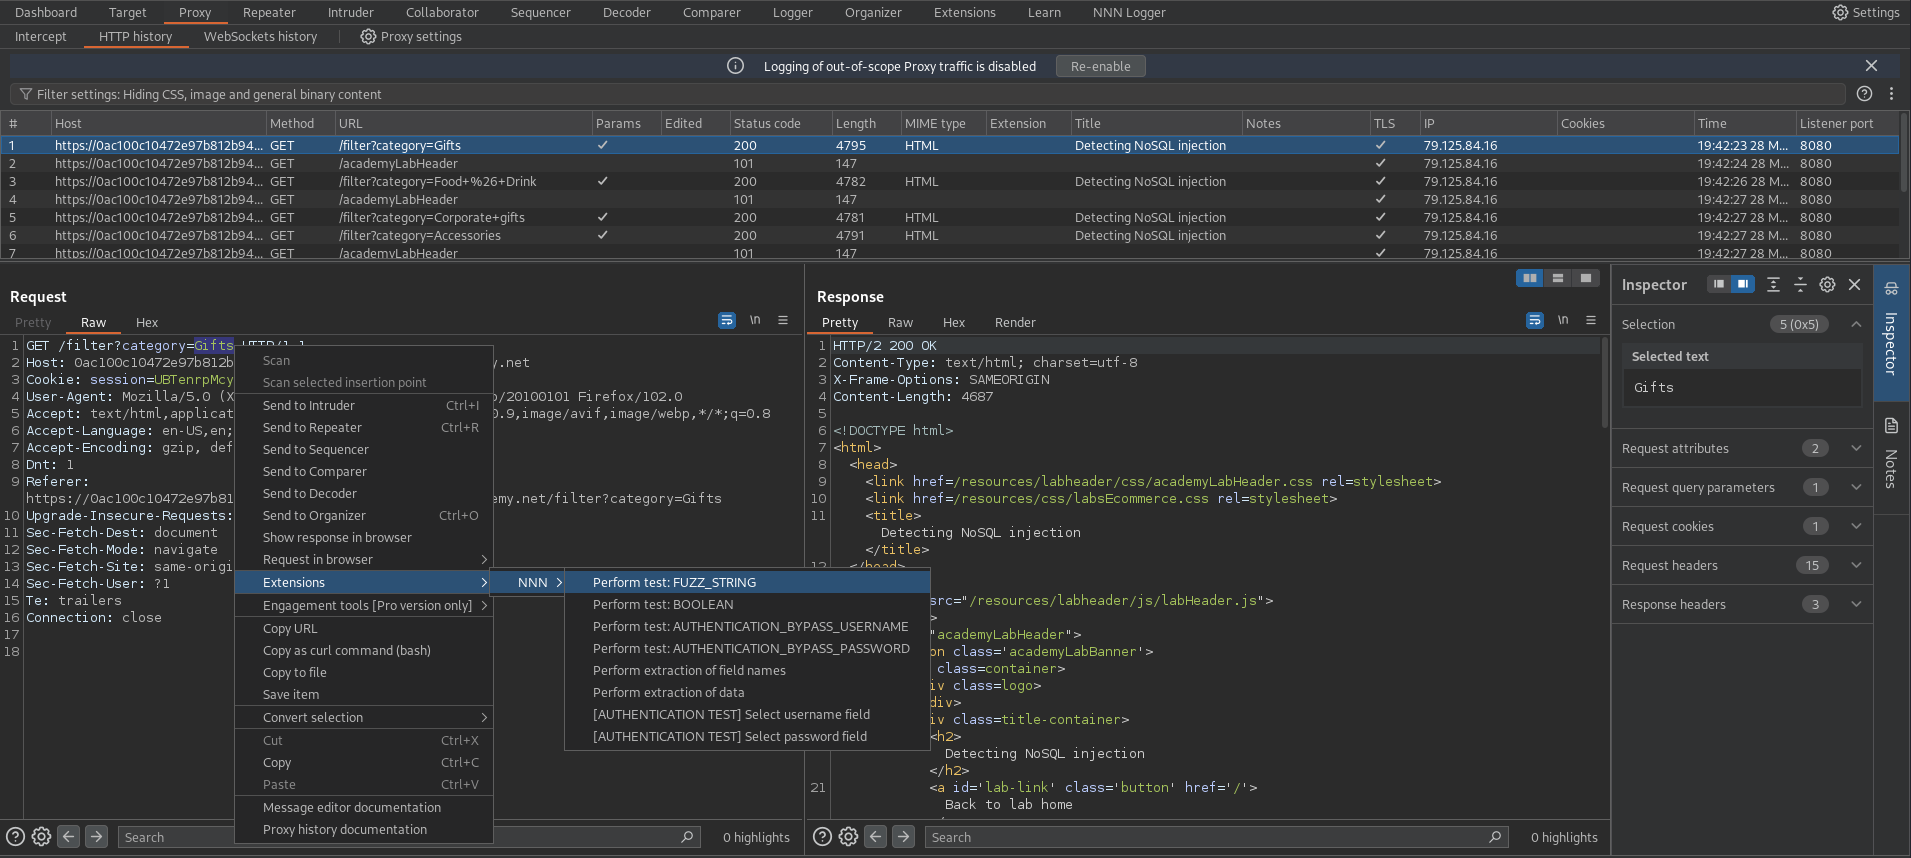 Dashboard Target Proxy Repeater Intruder Collaborator Sequencer Decoder Comparer Logger Organizer Extensions Learn NNN Logger Settings
Intercept HTTP history WebSockets history Proxy settings
Logging of out-of-scope Proxy traffic is disabled Re-enable
Filter settings: Hiding CSS, image and general binary content
# Host Method URL Params Edited Status code Length MIME type Extension Title Notes TLS IP Cookies Time Listener port
1 https://0ac100c10472e97b812b94... GET /filter?category=Gifts ✓ 200 4795 HTML Detecting NoSQL injection ✓ 79.125.84.16 19:42:23 28 M... 8080
2 https://0ac100c10472e97b812b94... GET /academyLabHeader 101 147 ✓ 79.125.84.16 19:42:24 28 M... 8080
3 https://0ac100c10472e97b812b94... GET /filter?category=Food+%26+Drink ✓ 200 4782 HTML Detecting NoSQL injection ✓ 79.125.84.16 19:42:26 28 M... 8080
4 https://0ac100c10472e97b812b94... GET /academyLabHeader 101 147 ✓ 79.125.84.16 19:42:27 28 M... 8080
5 https://0ac100c10472e97b812b94... GET /filter?category=Corporate+gifts ✓ 200 4781 HTML Detecting NoSQL injection ✓ 79.125.84.16 19:42:27 28 M... 8080
6 https://0ac100c10472e97b812b94... GET /filter?category=Accessories ✓ 200 4791 HTML Detecting NoSQL injection ✓ 79.125.84.16 19:42:27 28 M... 8080
7 https://0ac100c10472e97b812b94... GET /academyLabHeader 101 147 ✓ 79.125.84.16 19:42:27 28 M... 8080
Request
Pretty Raw Hex \n
1 GET /filter?category=Gifts
2 Host: 0ac100c10472e97b812b y.net
3 Cookie: session=UBTenrpMcy
4 User-Agent: Mozilla/5.0 (X /20100101 Firefox/102.0
5 Accept: text/html,applicat 0.9,image/avif,image/webp,*/*;q=0.8
6 Accept-Language: en-US,en;
7 Accept-Encoding: gzip, def
8 Dnt: 1
9 Referer:
https://0ac100c10472e97b81 emy.net/filter?category=Gifts
10 Upgrade-Insecure-Requests:
11 Sec-Fetch-Dest: document
12 Sec-Fetch-Mode: navigate
13 Sec-Fetch-Site: same-origi
14 Sec-Fetch-User: ?1
15 Te: trailers
16 Connection: close
17
18
Scan
Scan selected insertion point
Send to Intruder Ctrl+I
Send to Repeater Ctrl+R
Send to Sequencer
Send to Comparer
Send to Decoder
Send to Organizer Ctrl+O
Show response in browser
Request in browser
Extensions
Engagement tools [Pro version only]
Copy URL
Copy as curl command (bash)
Copy to file
Save item
Convert selection
Cut Ctrl+X
Copy Ctrl+C
Paste Ctrl+V
Message editor documentation
Proxy history documentation
NNN
Perform test: FUZZ_STRING
Perform test: BOOLEAN
Perform test: AUTHENTICATION_BYPASS_USERNAME
Perform test: AUTHENTICATION_BYPASS_PASSWORD
Perform extraction of field names
Perform extraction of data
[AUTHENTICATION TEST] Select username field
[AUTHENTICATION TEST] Select password field
Search 0 highlights
Response
Pretty Raw Hex Render \n
1 HTTP/2 200 OK
2 Content-Type: text/html; charset=utf-8
3 X-Frame-Options: SAMEORIGIN
4 Content-Length: 4687
5
6 <!DOCTYPE html>
7 <html>
8 <head>
9 <link href=/resources/labheader/css/academyLabHeader.css rel=stylesheet>
10 <link href=/resources/css/labsEcommerce.css rel=stylesheet>
11 <title>
Detecting NoSQL injection
</title>
12 </head>
src="/resources/labheader/js/labHeader.js">
>
"academyLabHeader">
on class='academyLabBanner'>
class=container>
iv class=logo>
div>
iv class=title-container>
<h2>
Detecting NoSQL injection
</h2>
21 <a id='lab-link' class='button' href='/'>
Back to lab home
Search 0 highlights
Inspector
Selection 5 (0x5)
Selected text
Gifts
Request attributes 2
Request query parameters 1
Request cookies 1
Request headers 15
Response headers 3
Inspector
Notes